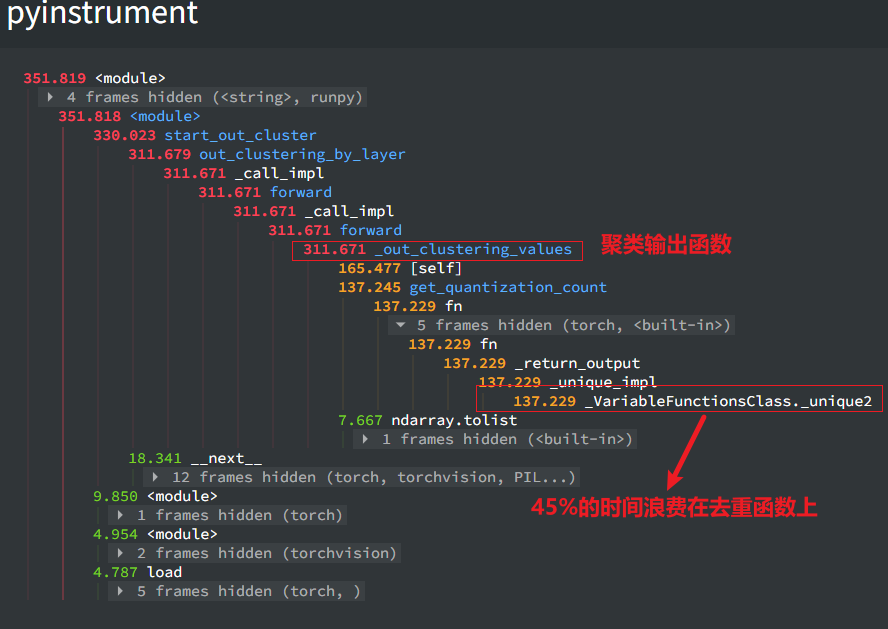 pyinstrument
351.819 <module>
4 frames hidden (<string>, runpy)
351.818 <module>
330.023 start_out_cluster
311.679 out_clustering_by_layer
311.671 _call_impl
311.671 forward
311.671 _call_impl
311.671 forward
311.671 _out_clustering_values
聚类输出函数
165.477 [self]
137.245 get_quantization_count
137.229 fn
5 frames hidden (torch, <built-in>)
137.229 fn
137.229 _return_output
137.229 _unique_impl
137.229 _VariableFunctionsClass._unique2
7.667 ndarray.tolist
1 frames hidden (<built-in>)
18.341 __next__
12 frames hidden (torch, torchvision, PIL...)
9.850 <module>
45%的时间浪费在去重函数上
1 frames hidden (torch)
4.954 <module>
2 frames hidden (torchvision)
4.787 load
5 frames hidden (torch, )